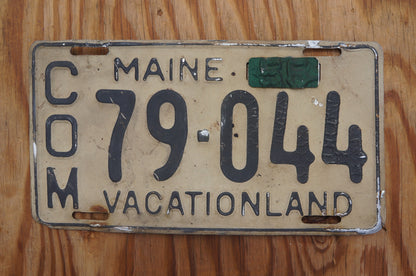 MAINE
COM
79-044
VACATIONLAND